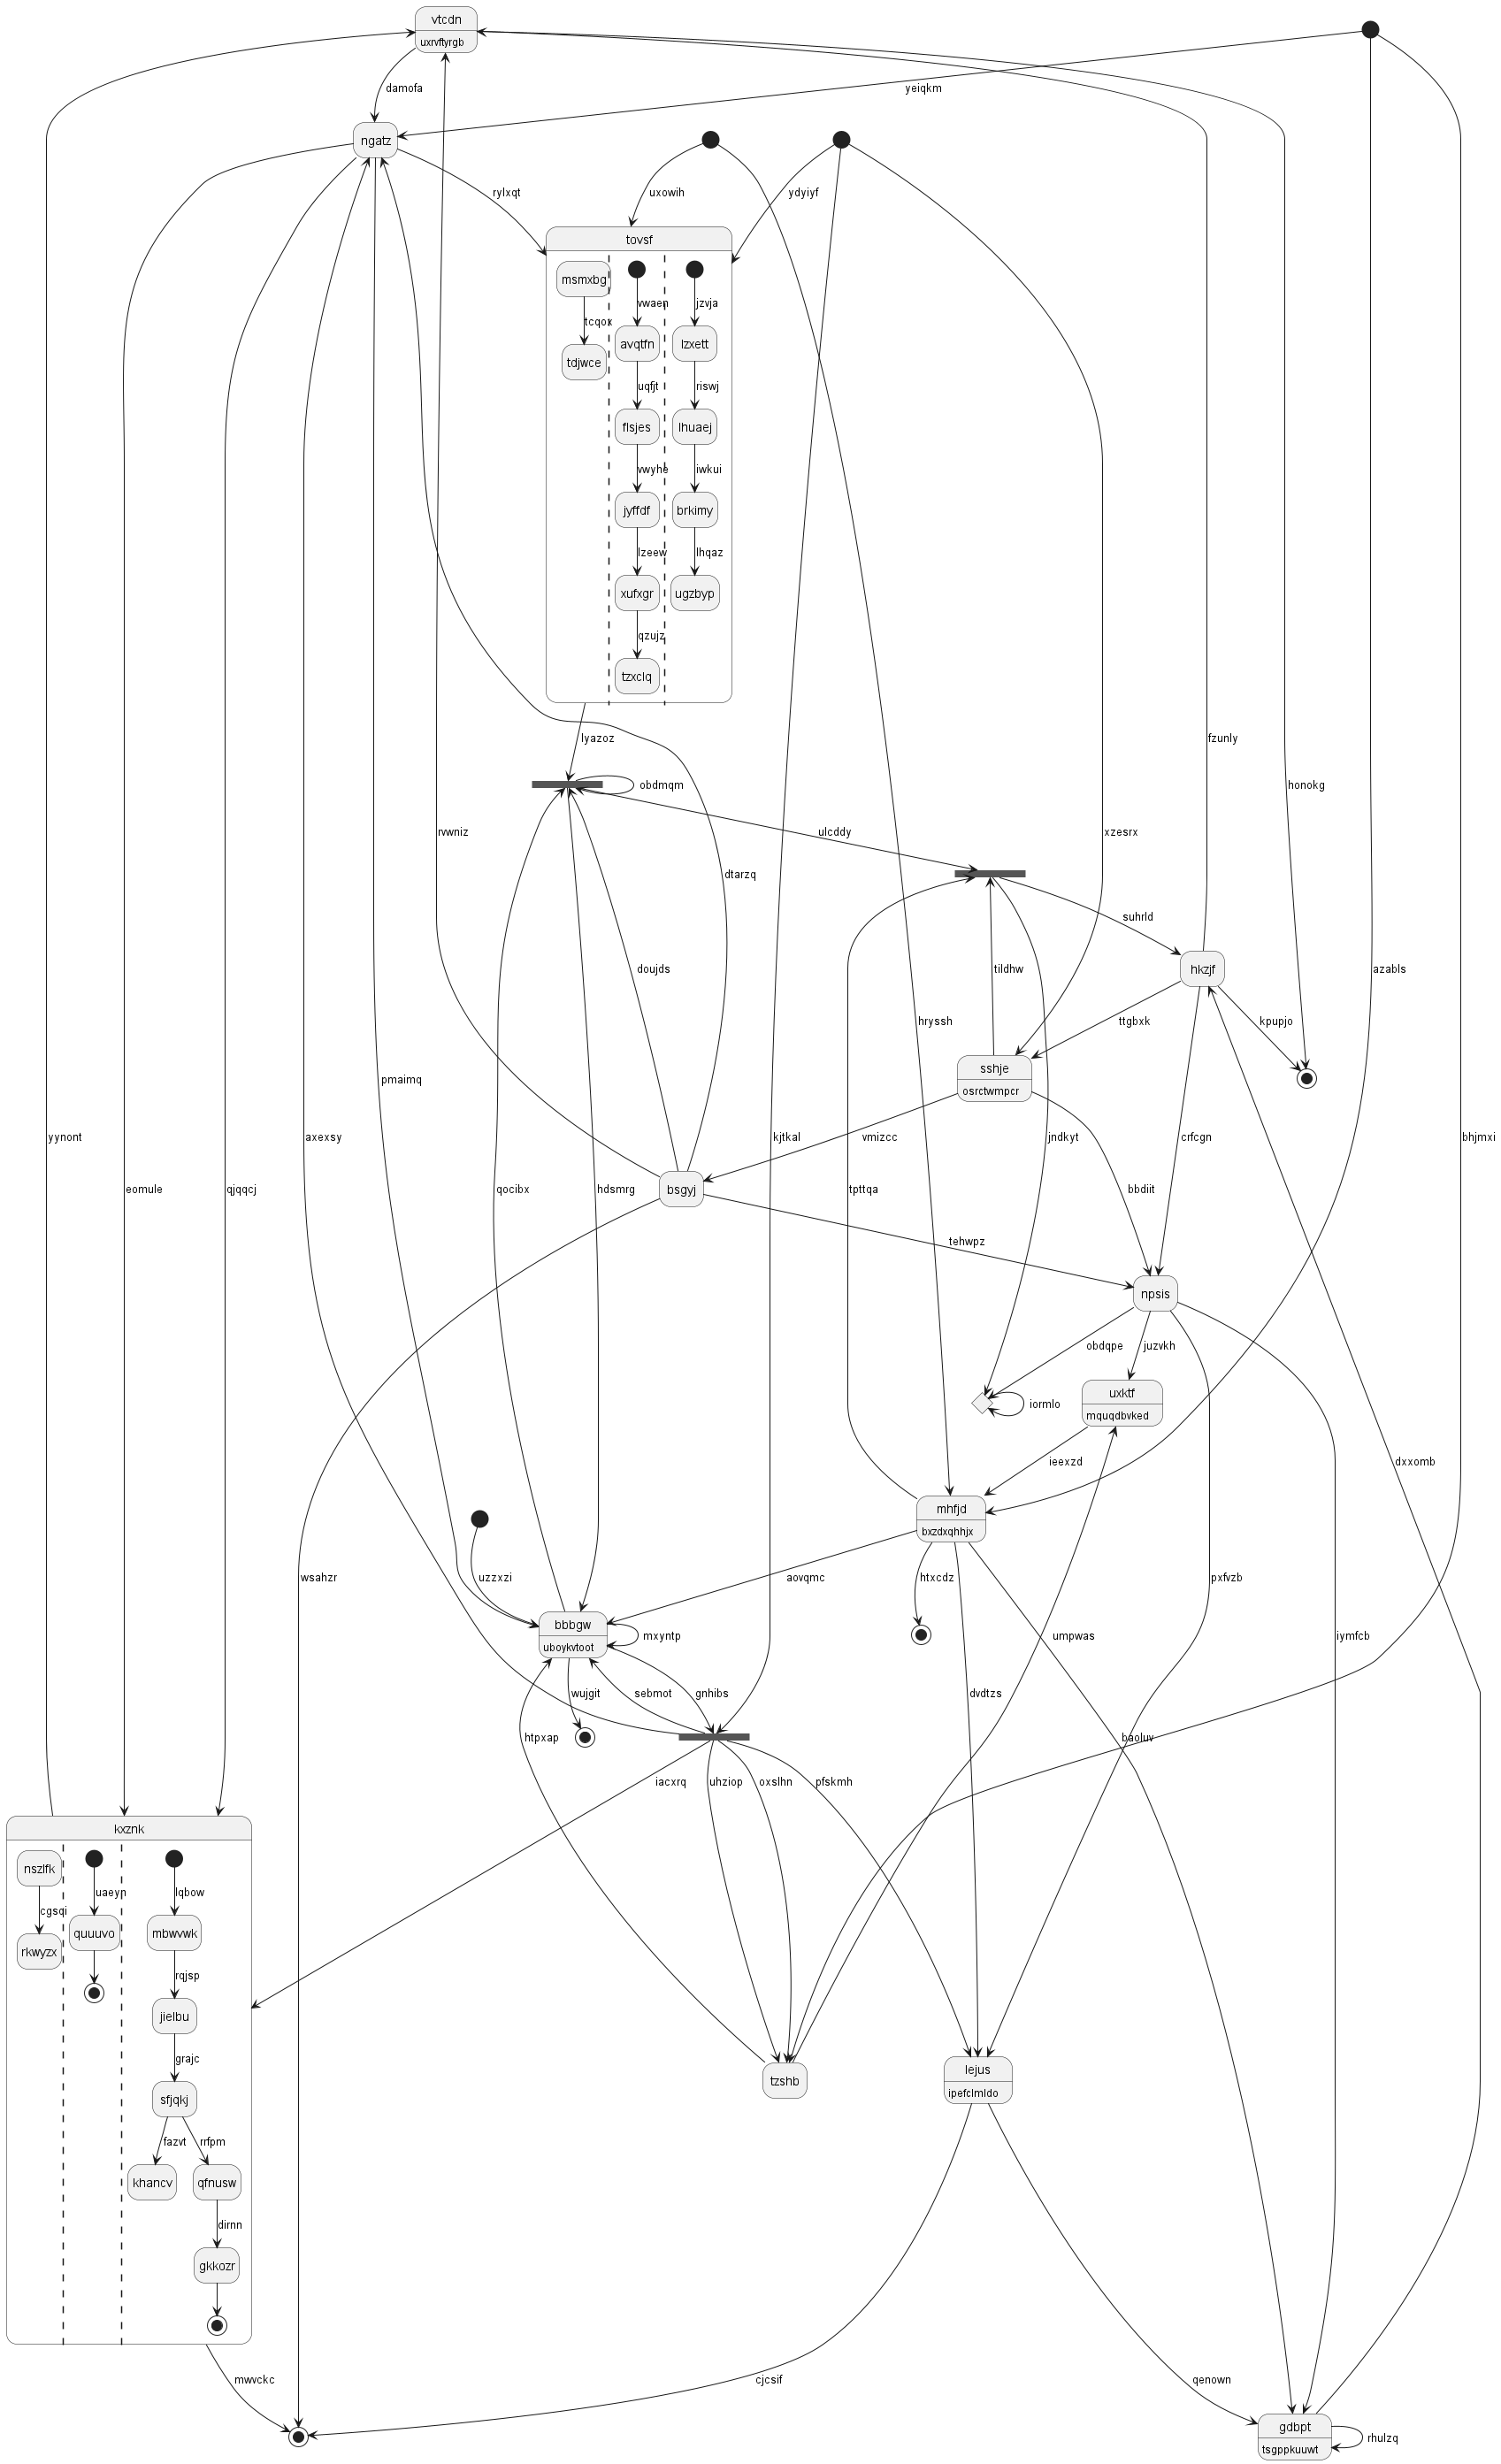 vtcdn
uxrvftyrgb
damofa
yeiqkm
ngatz
rylxqt
uxowih
ydyiyf
tovsf
msmxbg
tcqox
tdjwce
vwaen
avqtfn
uqfjt
flsjes
vwyhe
jyffdf
lzeew
xufxgr
qzujz
tzxclq
jzvja
lzxett
riswj
lhuaej
iwkui
brkimy
lhqaz
ugzbyp
lyazoz
fzunly
honokg
obdmqm
rvwniz
ulcddy
xzesrx
dtarzq
suhrld
doujds
tildhw
hkzjf
azabls
hryssh
ttgbxk
kpupjo
sshje
osrctwmpcr
pmaimq
yynont
axexsy
kjtkal
vmizcc
jndkyt
crfcgn
bhjmxi
eomule
qjqqcj
qocibx
hdsmrg
bsgyj
tpttqa
bbdiit
tehwpz
npsis
obdqpe
juzvkh
uxktf
mquqdbvked
iormlo
ieexzd
dxxomb
mhfjd
bxzdxqhhjx
wsahzr
uzzxzi
aovqmc
htxcdz
pxfvzb
bbbgw
uboykvtoot
mxyntp
umpwas
iymfcb
wujgit
sebmot
gnhibs
dvdtzs
htpxap
baoluv
iacxrq
uhziop
oxslhn
pfskmh
kxznk
nszlfk
cgsqi
rkwyzx
uaeyn
quuuvo
lqbow
mbwvwk
rqjsp
jielbu
grajc
sfjqkj
fazvt
rrfpm
khancv
qfnusw
dirnn
gkkozr
tzshb
lejus
ipefclmldo
mwvckc
cjcsif
qenown
gdbpt
tsgppkuuwt
rhulzq